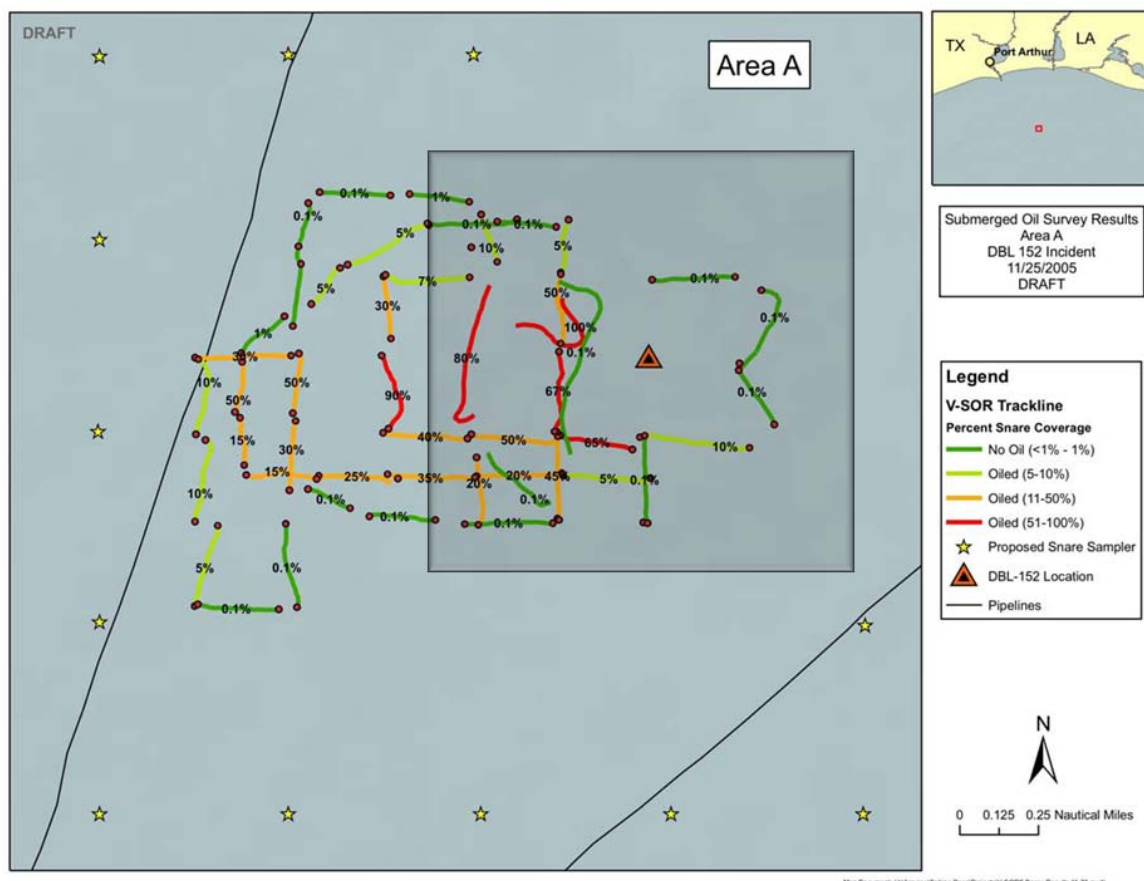 DRAFT
Area A
0.1%
1%
0.1%
5%
0.1%
0.1%
10%
5%
5%
7%
30%
50%
0.1%
0.1%
1%
100%
0.1%
80%
67%
10%
50%
50%
90%
0.1%
15%
30%
40%
50%
65%
10%
15%
25%
35%
20%
20%
45%
5%
0.1%
10%
0.1%
0.1%
0.1%
5%
0.1%
0.1%
TX
LA
Port Arthur
Submerged Oil Survey Results
Area A
DBL 152 Incident
11/25/2005
DRAFT
Legend
V-SOR Trackline
Percent Snare Coverage
No Oil (<1% - 1%)
Oiled (5-10%)
Oiled (11-50%)
Oiled (51-100%)
Proposed Snare Sampler
DBL-152 Location
Pipelines
N
0 0.125 0.25 Nautical Miles